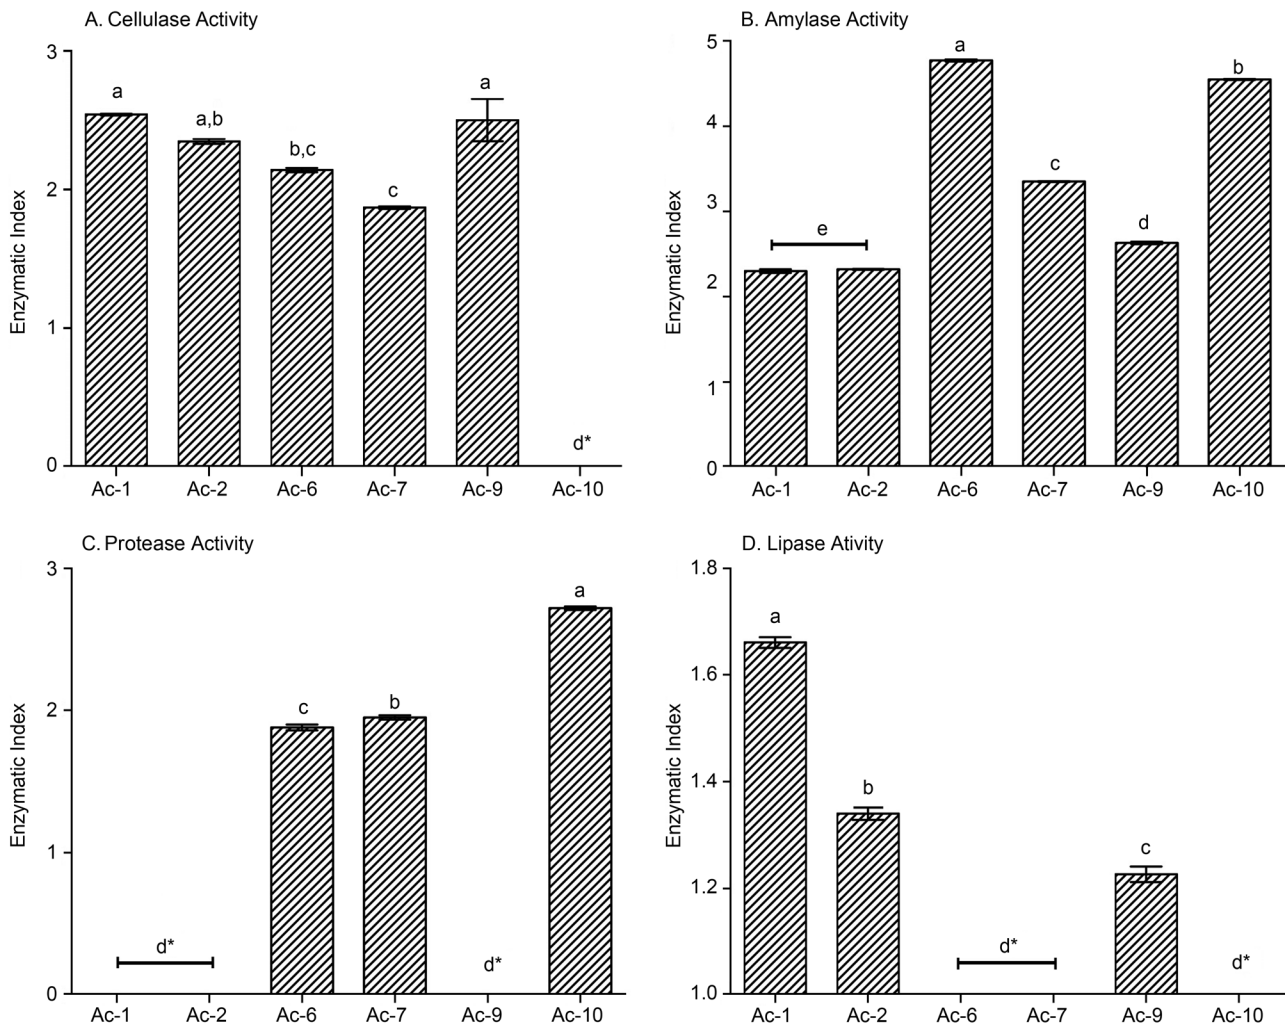 A. Cellulase Activity
Enzymatic Index
3
2
1
0
a
a,b
b,c
c
a
d*
Ac-1 Ac-2 Ac-6 Ac-7 Ac-9 Ac-10
B. Amylase Activity
Enzymatic Index
5
4
3
2
1
0
e
a
c
d
b
Ac-1 Ac-2 Ac-6 Ac-7 Ac-9 Ac-10
C. Protease Activity
Enzymatic Index
3
2
1
0
d*
c
b
d*
a
Ac-1 Ac-2 Ac-6 Ac-7 Ac-9 Ac-10
D. Lipase Ativity
Enzymatic Index
1.8
1.6
1.4
1.2
1.0
a
b
d*
c
d*
Ac-1 Ac-2 Ac-6 Ac-7 Ac-9 Ac-10